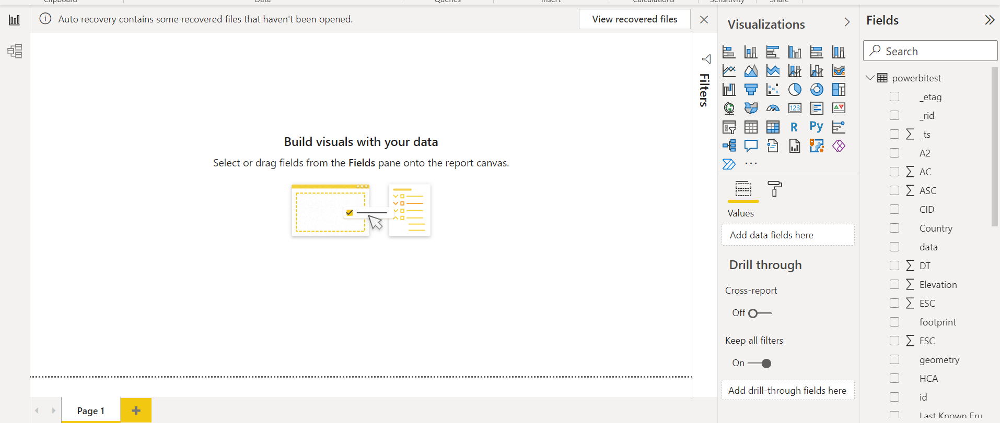 Clipboard
Data
Queries
Insert
Calculations
Sensitivity
Share
Auto recovery contains some recovered files that haven't been opened.
View recovered files
Build visuals with your data
Select or drag fields from the Fields pane onto the report canvas.
Page 1
Filters
Visualizations
123
R
Py
Values
Add data fields here
Drill through
Cross-report
Off
Keep all filters
On
Add drill-through fields here
Fields
Search
powerbitest
_etag
_rid
∑ _ts
A2
∑ AC
∑ ASC
CID
Country
data
∑ DT
∑ Elevation
∑ ESC
footprint
∑ FSC
geometry
HCA
id
Last Known Eru